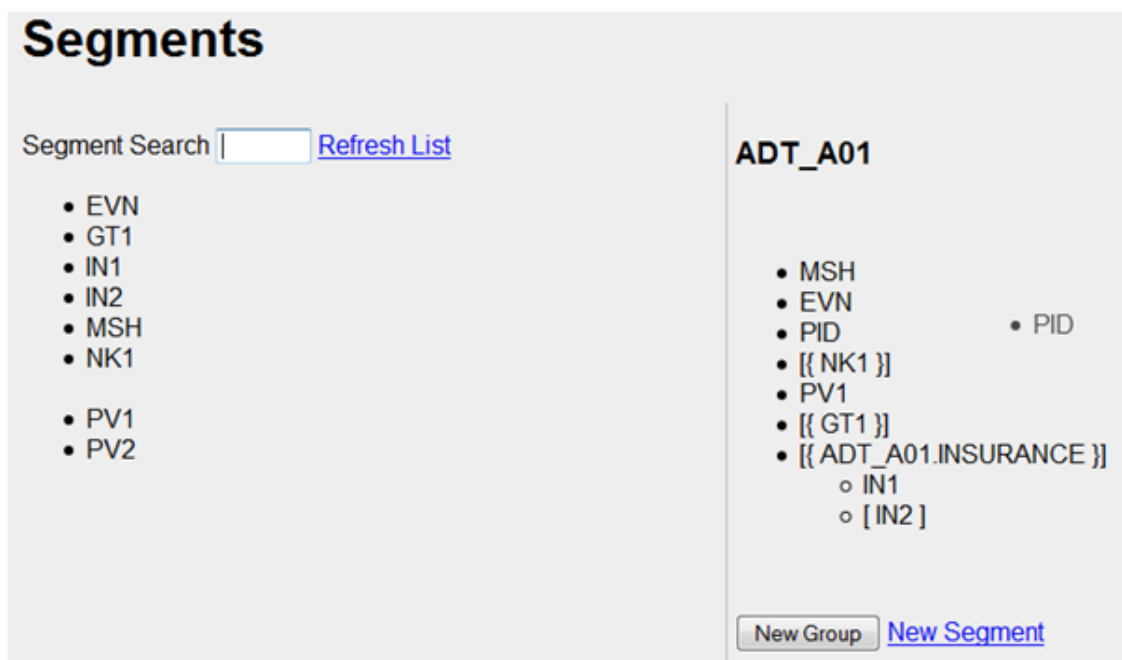 Segments
Segment Search Refresh List
• EVN
• GT1
• IN1
• IN2
• MSH
• NK1
• PV1
• PV2
ADT_A01
• MSH
• EVN
• PID
• PID
• [{ NK1 }]
• PV1
• [{ GT1 }]
• [{ ADT_A01.INSURANCE }]
o IN1
o [ IN2 ]
New Group New Segment